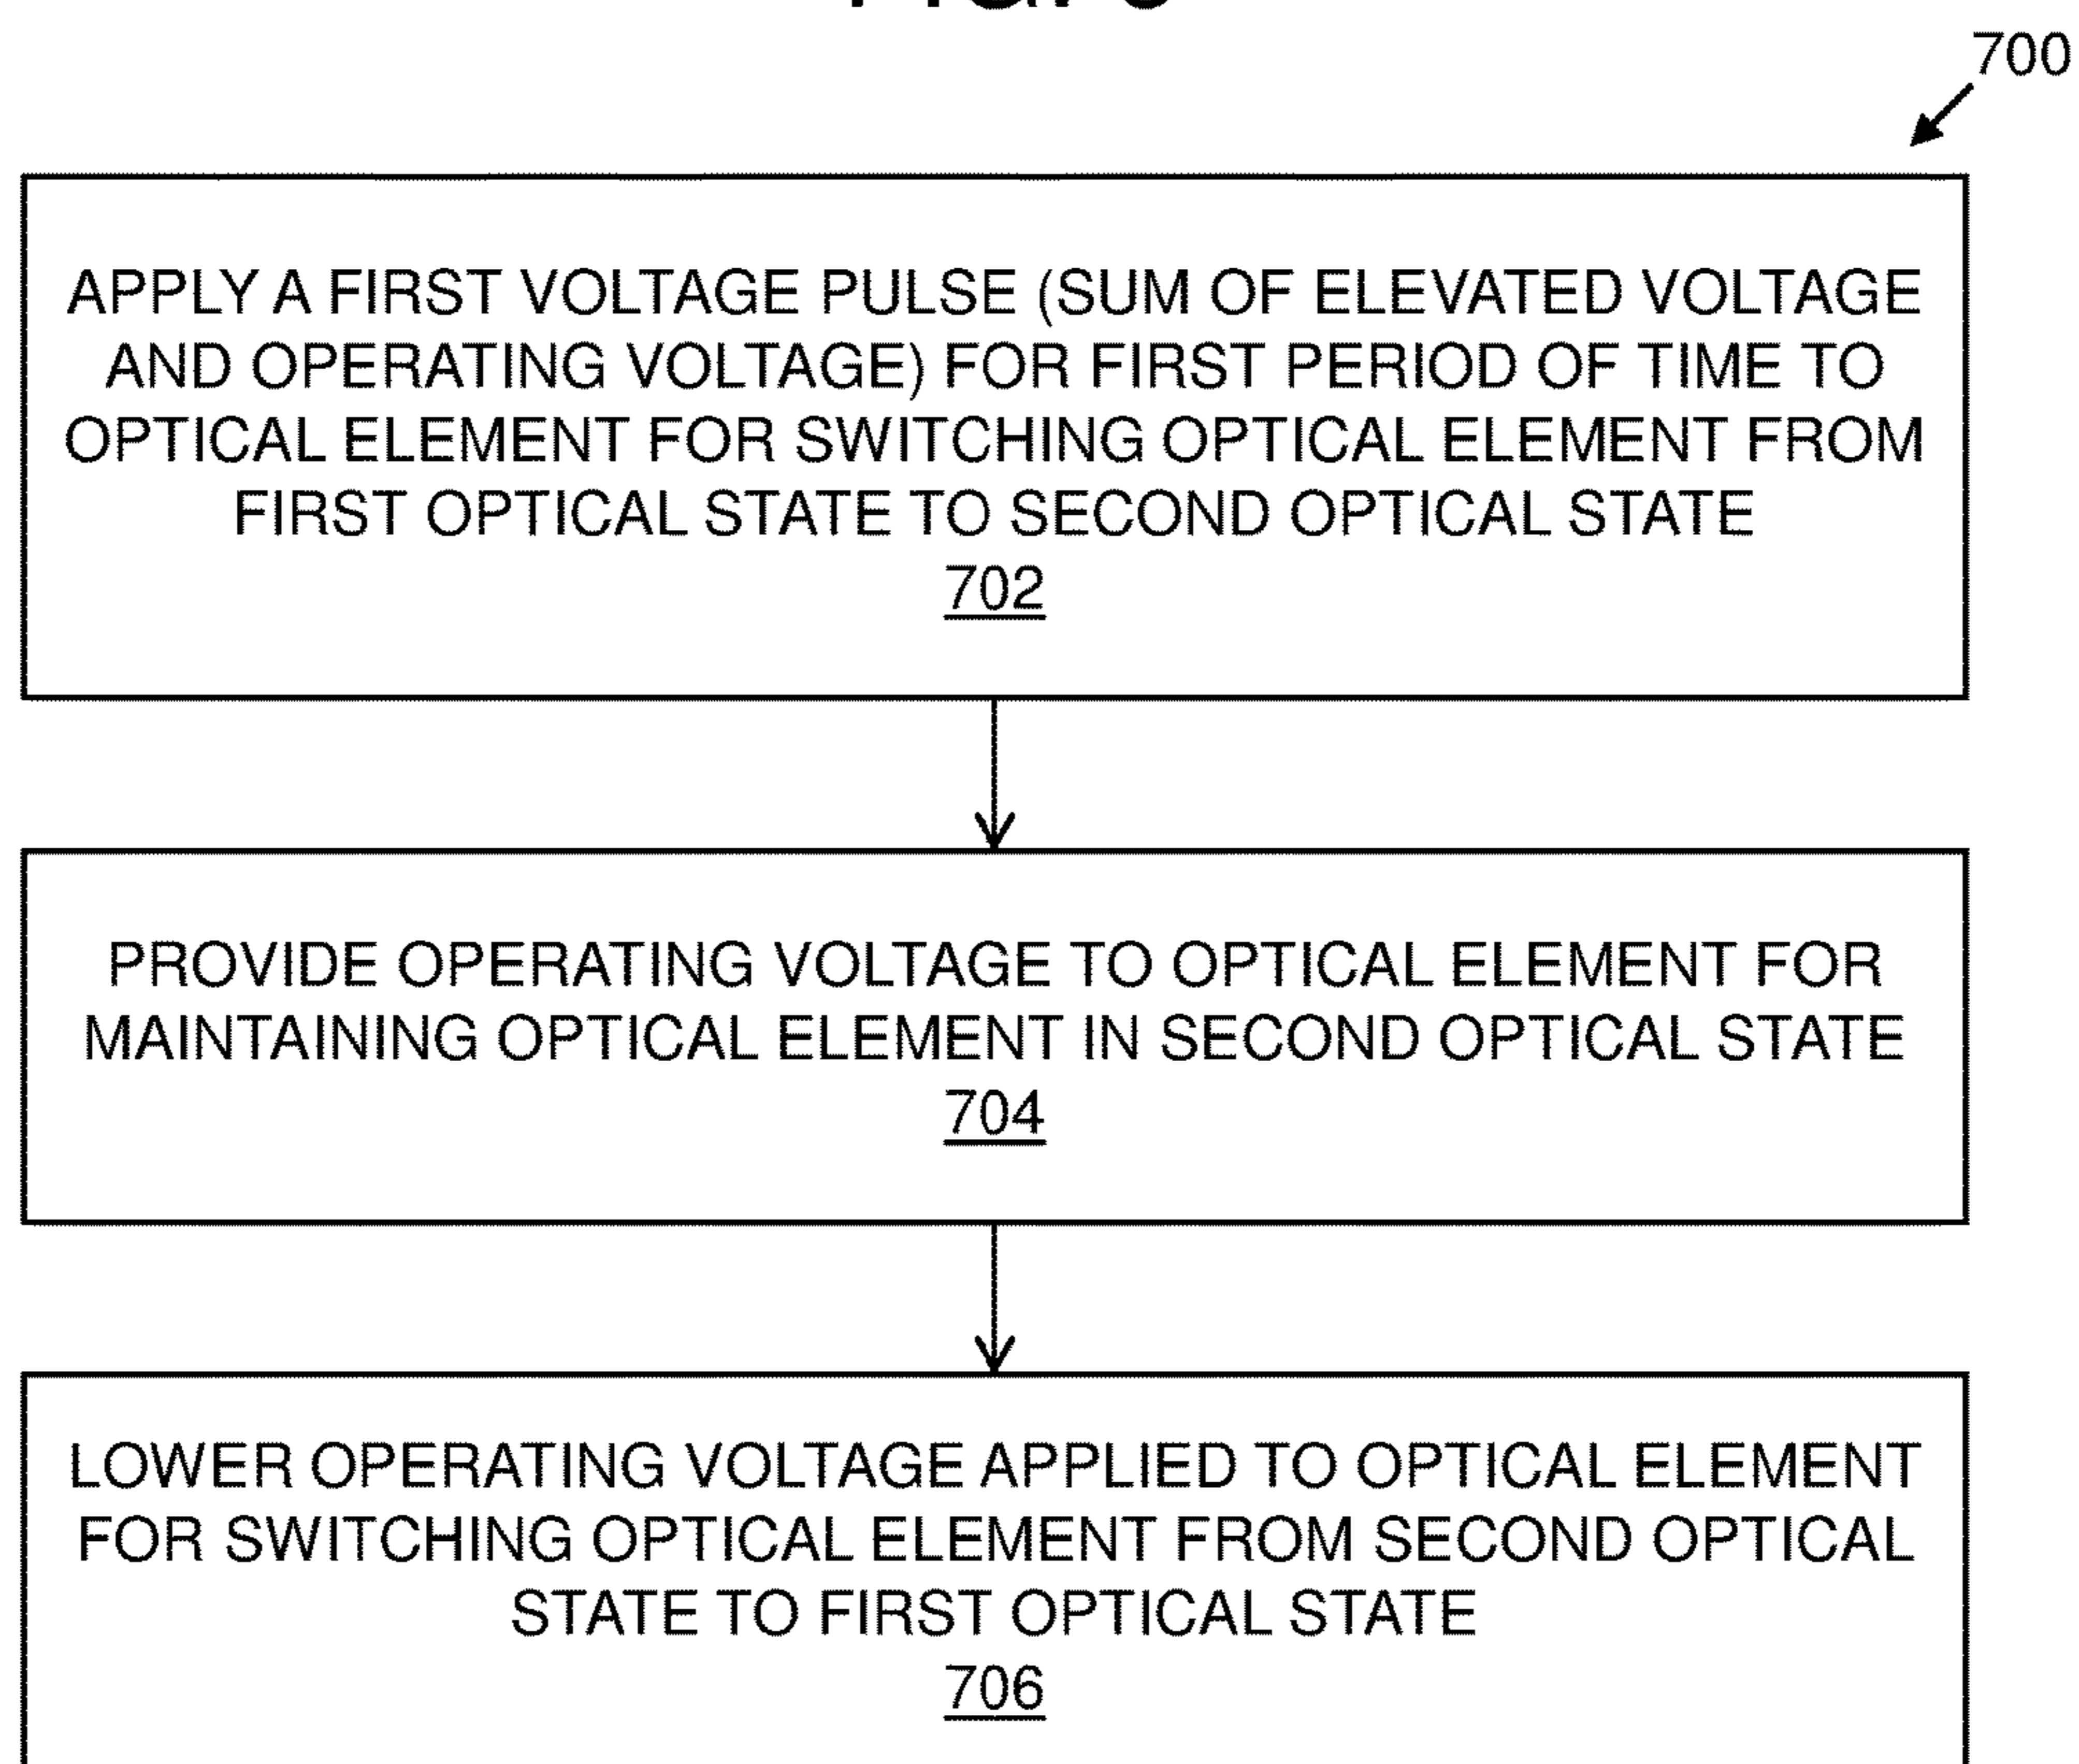 700
APPLY A FIRST VOLTAGE PULSE (SUM OF ELEVATED VOLTAGE
AND OPERATING VOLTAGE) FOR FIRST PERIOD OF TIME TO
OPTICAL ELEMENT FOR SWITCHING OPTICAL ELEMENT FROM
FIRST OPTICAL STATE TO SECOND OPTICAL STATE
702
PROVIDE OPERATING VOLTAGE TO OPTICAL ELEMENT FOR
MAINTAINING OPTICAL ELEMENT IN SECOND OPTICAL STATE
704
LOWER OPERATING VOLTAGE APPLIED TO OPTICAL ELEMENT
FOR SWITCHING OPTICAL ELEMENT FROM SECOND OPTICAL
STATE TO FIRST OPTICAL STATE
706